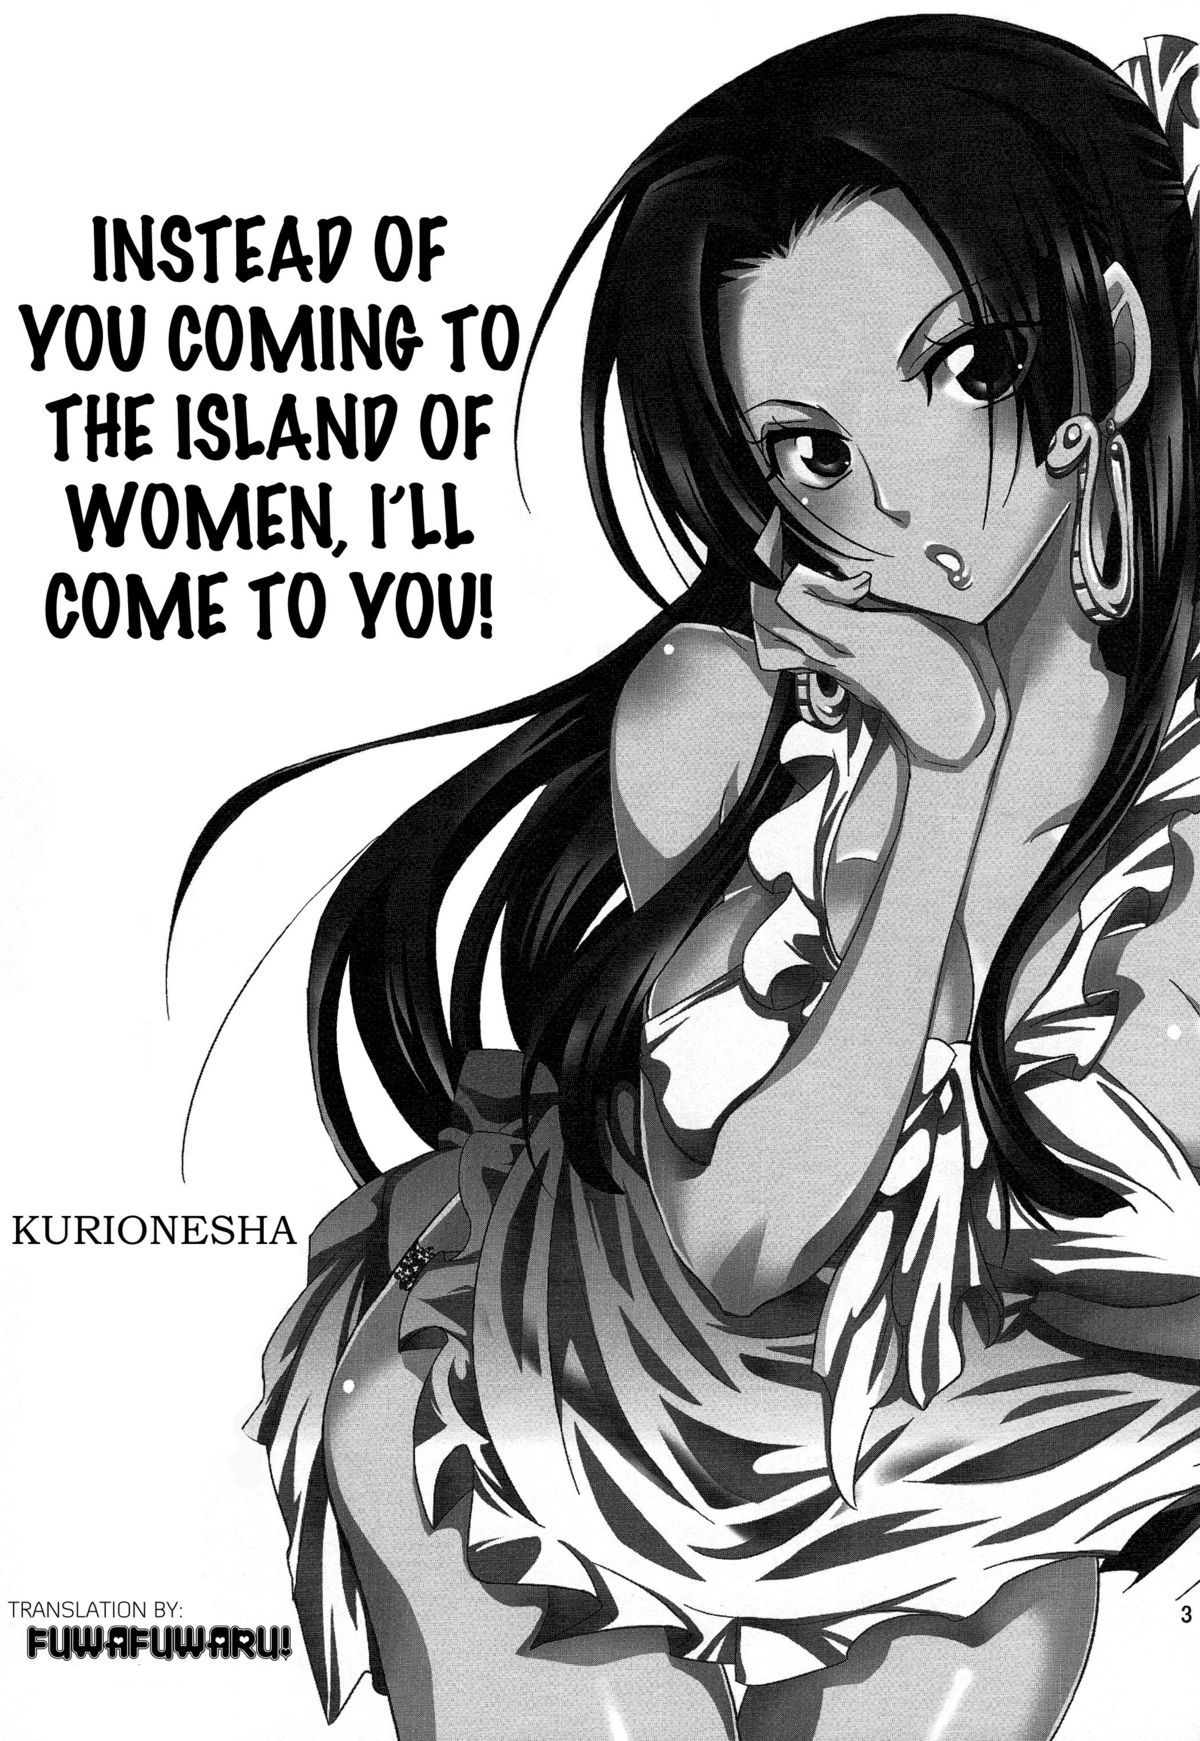 INSTEAD OF
YOU COMING TO
THE ISLAND OF
WOMEN, I'LL
COME TO YOU!
KURIONESHA
TRANSLATION BY:
FUWAFUWARU!
3